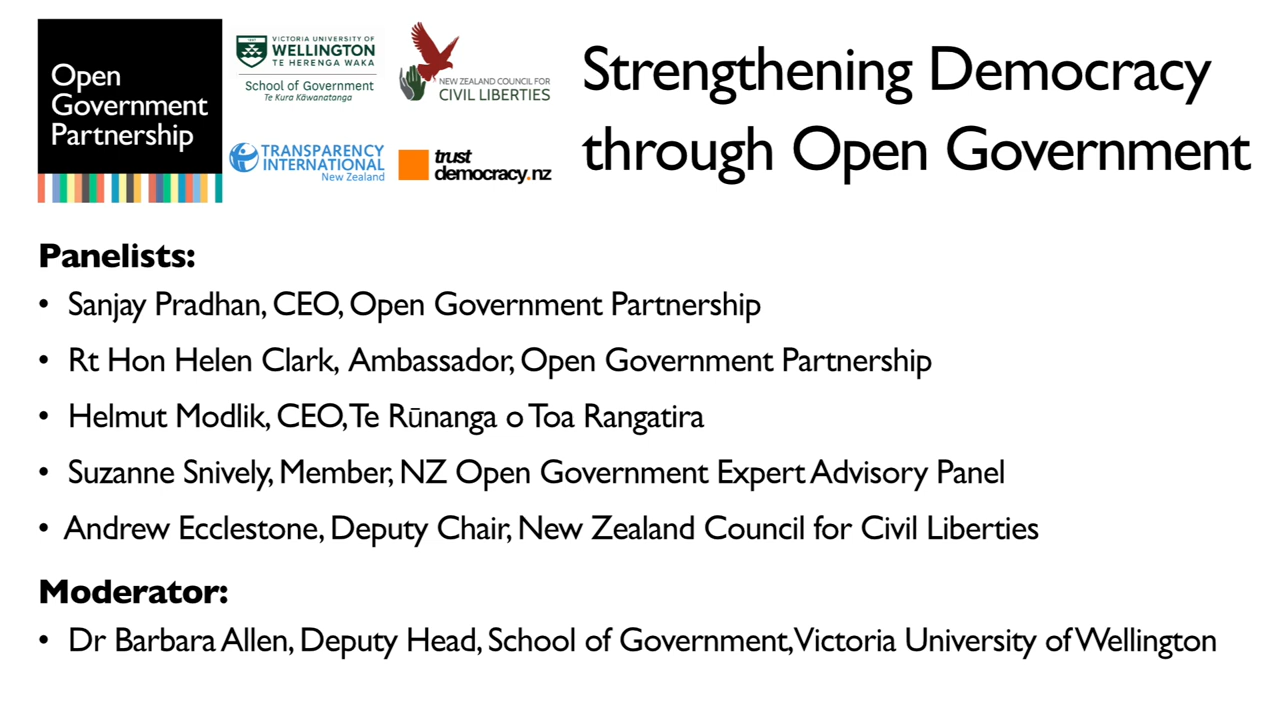 Open
Government
Partnership
VICTORIA UNIVERSITY OF
WELLINGTON
TE HERENGA WAKA
School of Government
Te Kura Kāwanatanga
NEW ZEALAND COUNCIL FOR
CIVIL LIBERTIES
TRANSPARENCY
INTERNATIONAL
New Zealand
trust
democracy.nz
Strengthening Democracy
through Open Government
Panelists:
• Sanjay Pradhan, CEO, Open Government Partnership
• Rt Hon Helen Clark, Ambassador, Open Government Partnership
• Helmut Modlik, CEO, Te Rūnanga o Toa Rangatira
• Suzanne Snively, Member, NZ Open Government Expert Advisory Panel
• Andrew Ecclestone, Deputy Chair, New Zealand Council for Civil Liberties
Moderator:
• Dr Barbara Allen, Deputy Head, School of Government, Victoria University of Wellington